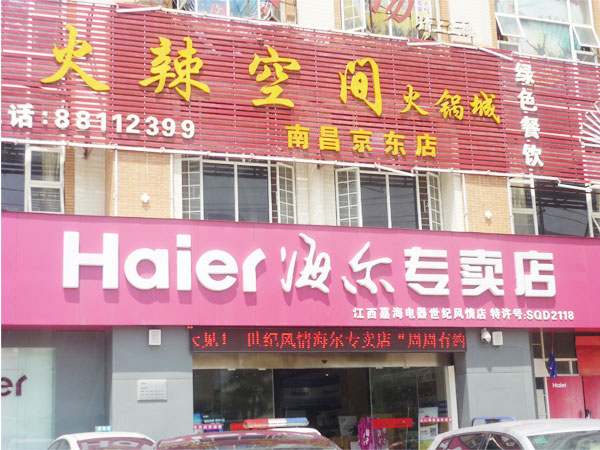 火辣空间火锅城
绿色餐饮
话:88112399
南昌京东店
Haier海尔专卖店
江西嘉海电器世纪风情店 特许号:SQD2118
世纪风情海尔专卖店“周周有约
Haier
Haier